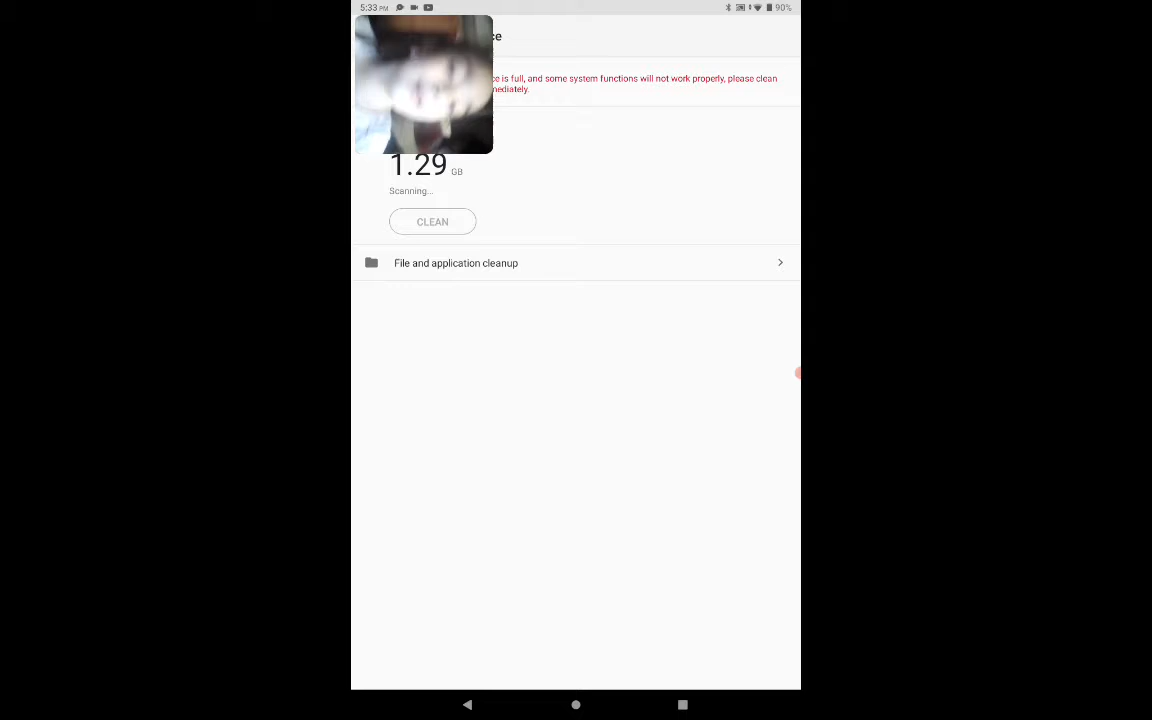 5:33 PM 90%
ce
ce is full, and some system functions will not work properly, please clean
mediately.
1.29 GB
Scanning...
CLEAN
File and application cleanup